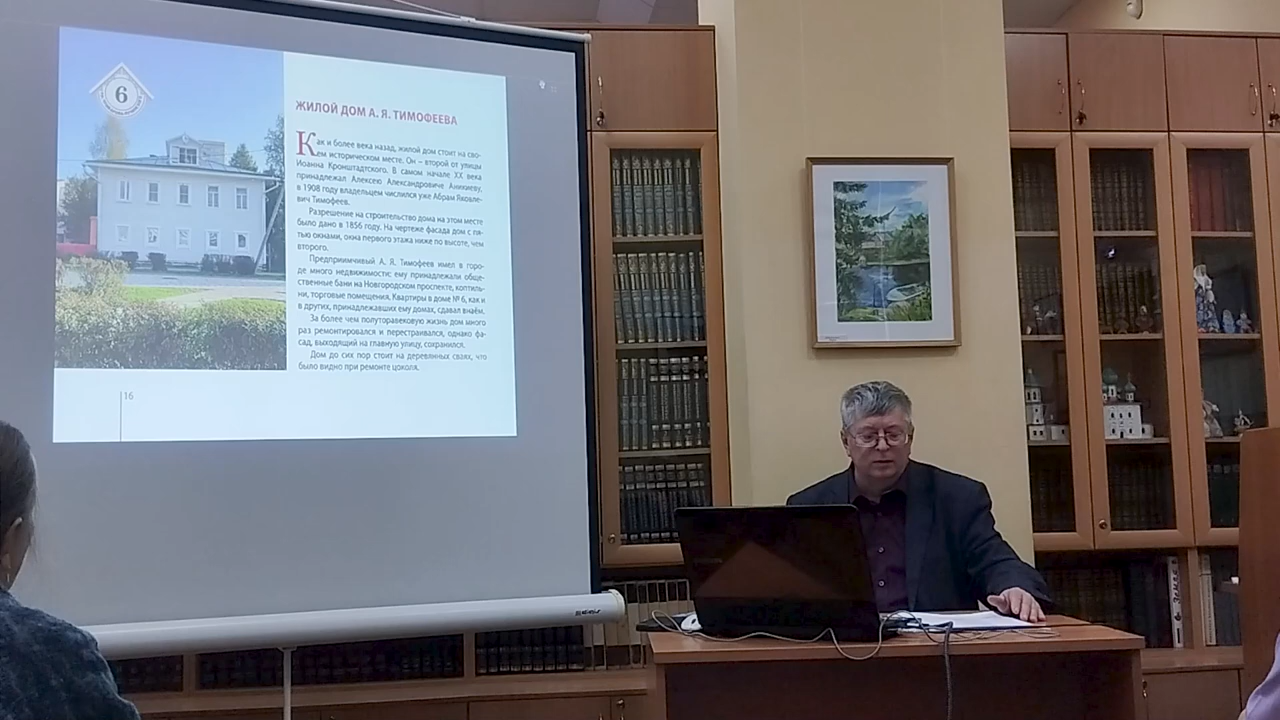 6
ЖИЛОЙ ДОМ А. Я. ТИМОФЕЕВА
Как и более века назад, жилой дом стоит на сво-
ем историческом месте. Он – второй от улицы
Иоанна Кронштадтского. В самом начале XX века
принадлежал Алексею Александровичу Аникиеву,
в 1908 году владельцем числился уже Абрам Яковле-
вич Тимофеев.
Разрешение на строительство дома на этом месте
было дано в 1856 году. На чертеже фасада дом с пя-
тью окнами, окна первого этажа ниже по высоте, чем
второго.
Предприимчивый А. Я. Тимофеев имел в горо-
де много недвижимости: ему принадлежали обще-
ственные бани на Новгородском проспекте, коптиль-
ни, торговые помещения. Квартиры в доме № 6, как и
в других, принадлежавших ему домах, сдавал внаём.
За более чем полуторавековую жизнь дом много
раз ремонтировался и перестраивался, однако фа-
сад, выходящий на главную улицу, сохранился.
Дом до сих пор стоит на деревянных сваях, что
было видно при ремонте цоколя.
16